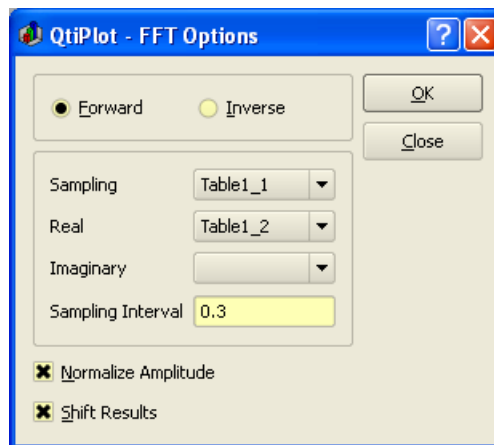 QtiPlot - FFT Options
Forward
Inverse
OK
Close
Sampling
Table1_1
Real
Table1_2
Imaginary
Sampling Interval
0.3
Normalize Amplitude
Shift Results